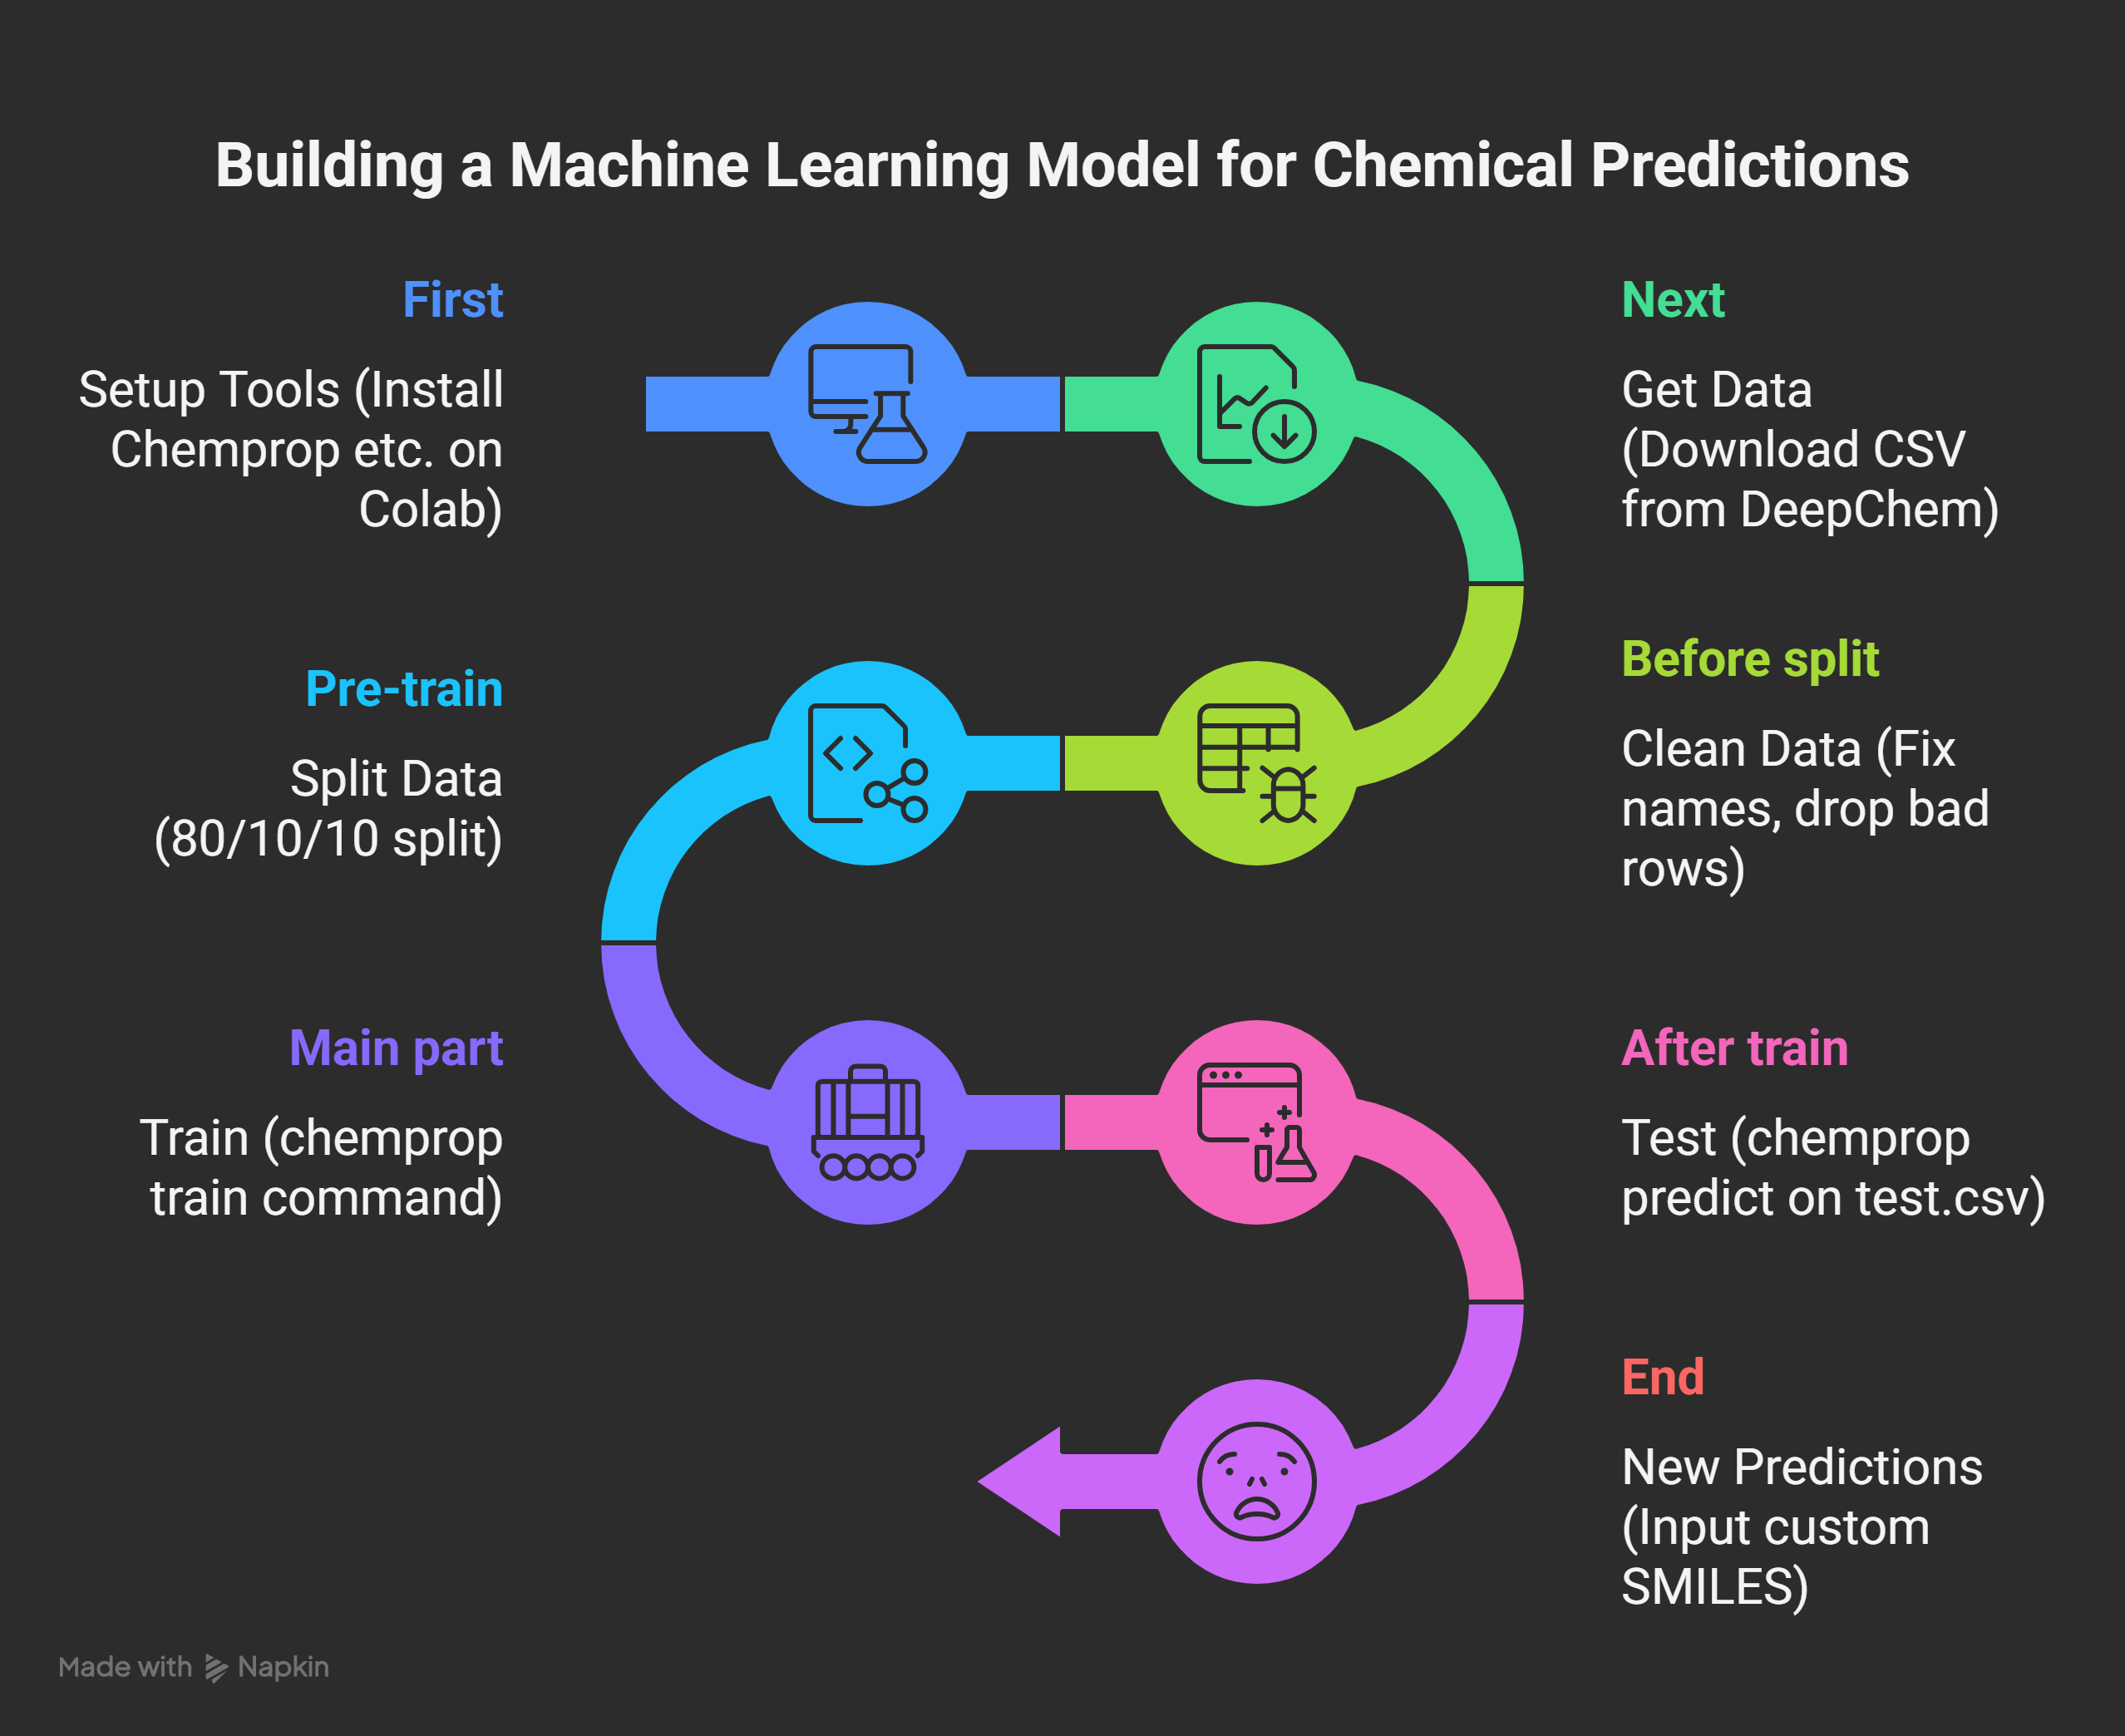 Building a Machine Learning Model for Chemical Predictions
First
Setup Tools (Install
Chemprop etc. on
Colab)
Next
Get Data
(Download CSV
from DeepChem)
Before split
Clean Data (Fix
names, drop bad
rows)
Pre-train
Split Data
(80/10/10 split)
Main part
Train (chemprop
train command)
After train
Test (chemprop
predict on test.csv)
End
New Predictions
(Input custom
SMILES)
Made with Napkin